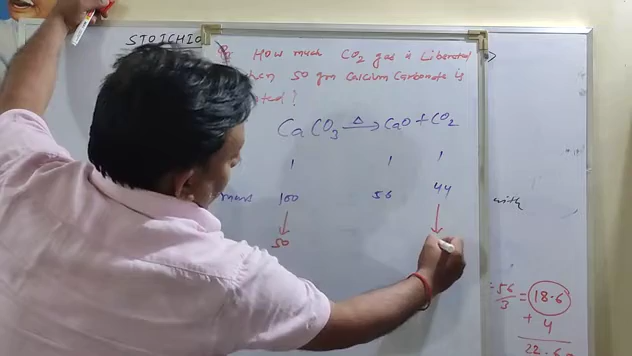 STOICHIO
Q How much CO2 gas is Liberated
50 gm Calcium Carbonate is
?
CaCO3 —Δ→ CaO + CO2
1 1 1
mass 100 56 44
50
with
56/3 = 18.6
+ 4
22.6